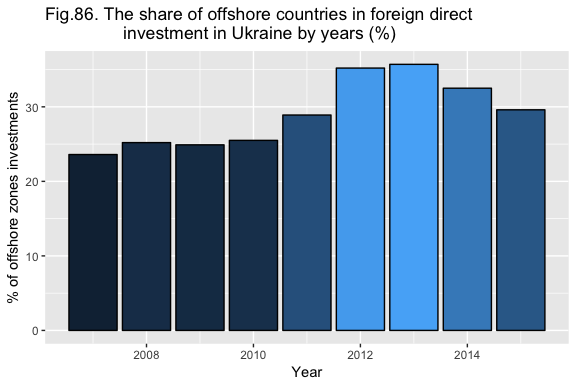 Fig.86. The share of offshore countries in foreign direct
investment in Ukraine by years (%)
% of offshore zones investments
30
20
10
0
2008
2010
2012
2014
Year